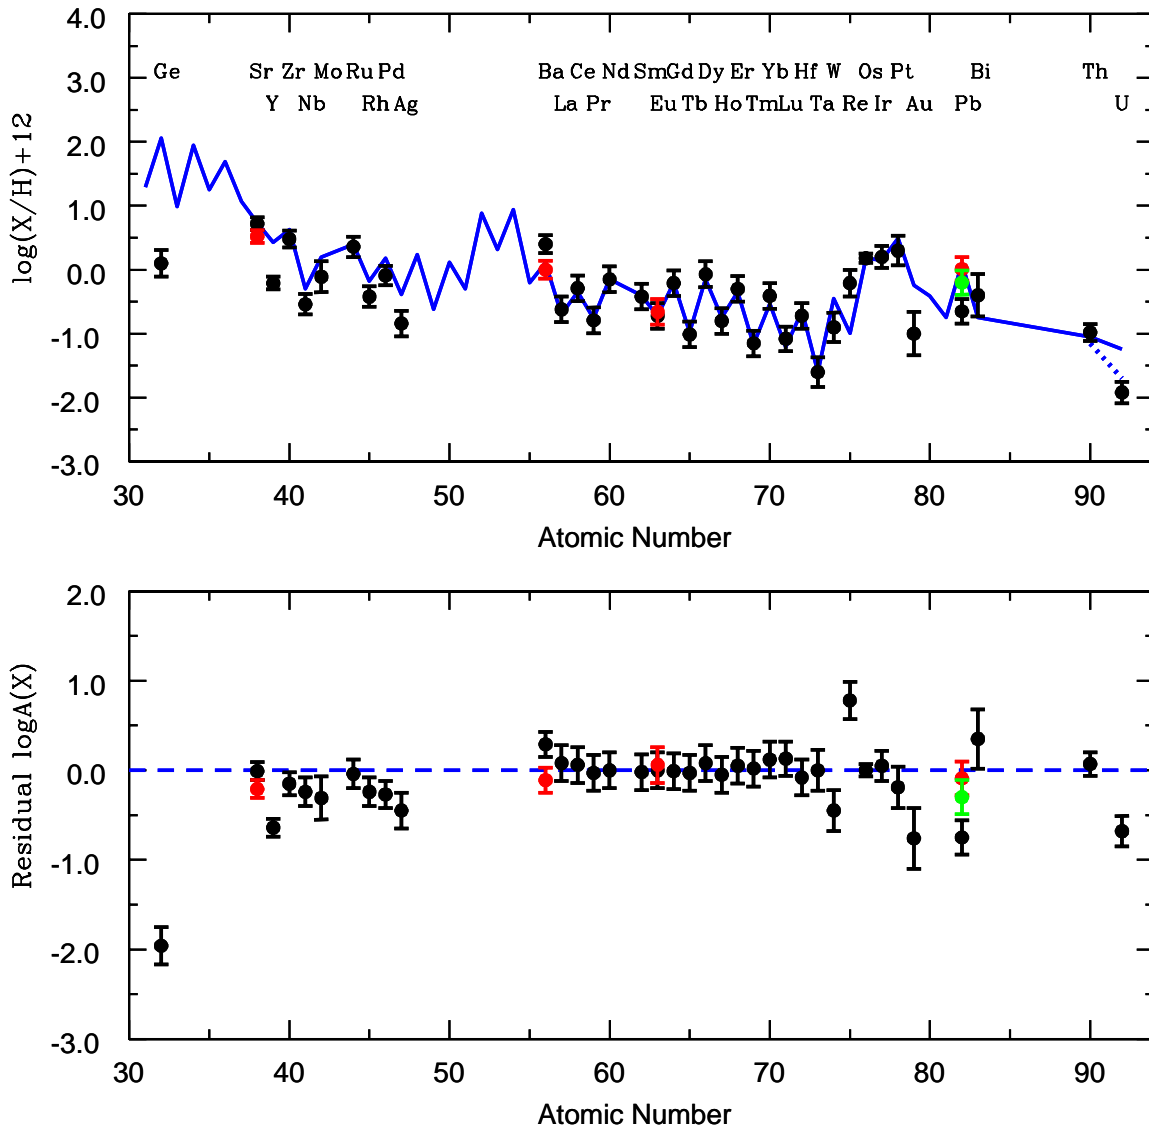 4.0
3.0
2.0
1.0
0.0
-1.0
-2.0
-3.0
log(X/H)+12
Ge Sr Zr Mo Ru Pd Ba Ce Nd Sm Gd Dy Er Yb Hf W Os Pt Bi Th
Y Nb Rh Ag La Pr Eu Tb Ho Tm Lu Ta Re Ir Au Pb U
30 40 50 60 70 80 90
Atomic Number
2.0
1.0
0.0
-1.0
-2.0
-3.0
Residual logA(X)
30 40 50 60 70 80 90
Atomic Number